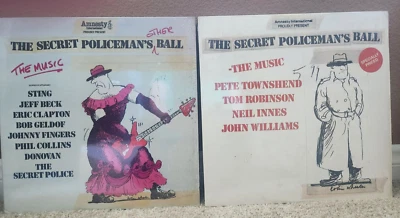 Amnesty
International
PROUDLY PRESENT
OTHER
THE SECRET POLICEMAN'S BALL
THE MUSIC
STING
JEFF BECK
ERIC CLAPTON
BOB GELDOF
JOHNNY FINGERS
PHIL COLLINS
DONOVAN
THE
SECRET POLICE
Amnesty International
PROUDLY PRESENT
THE SECRET POLICEMAN'S BALL
-THE MUSIC
PETE TOWNSHEND
TOM ROBINSON
NEIL INNES
JOHN WILLIAMS